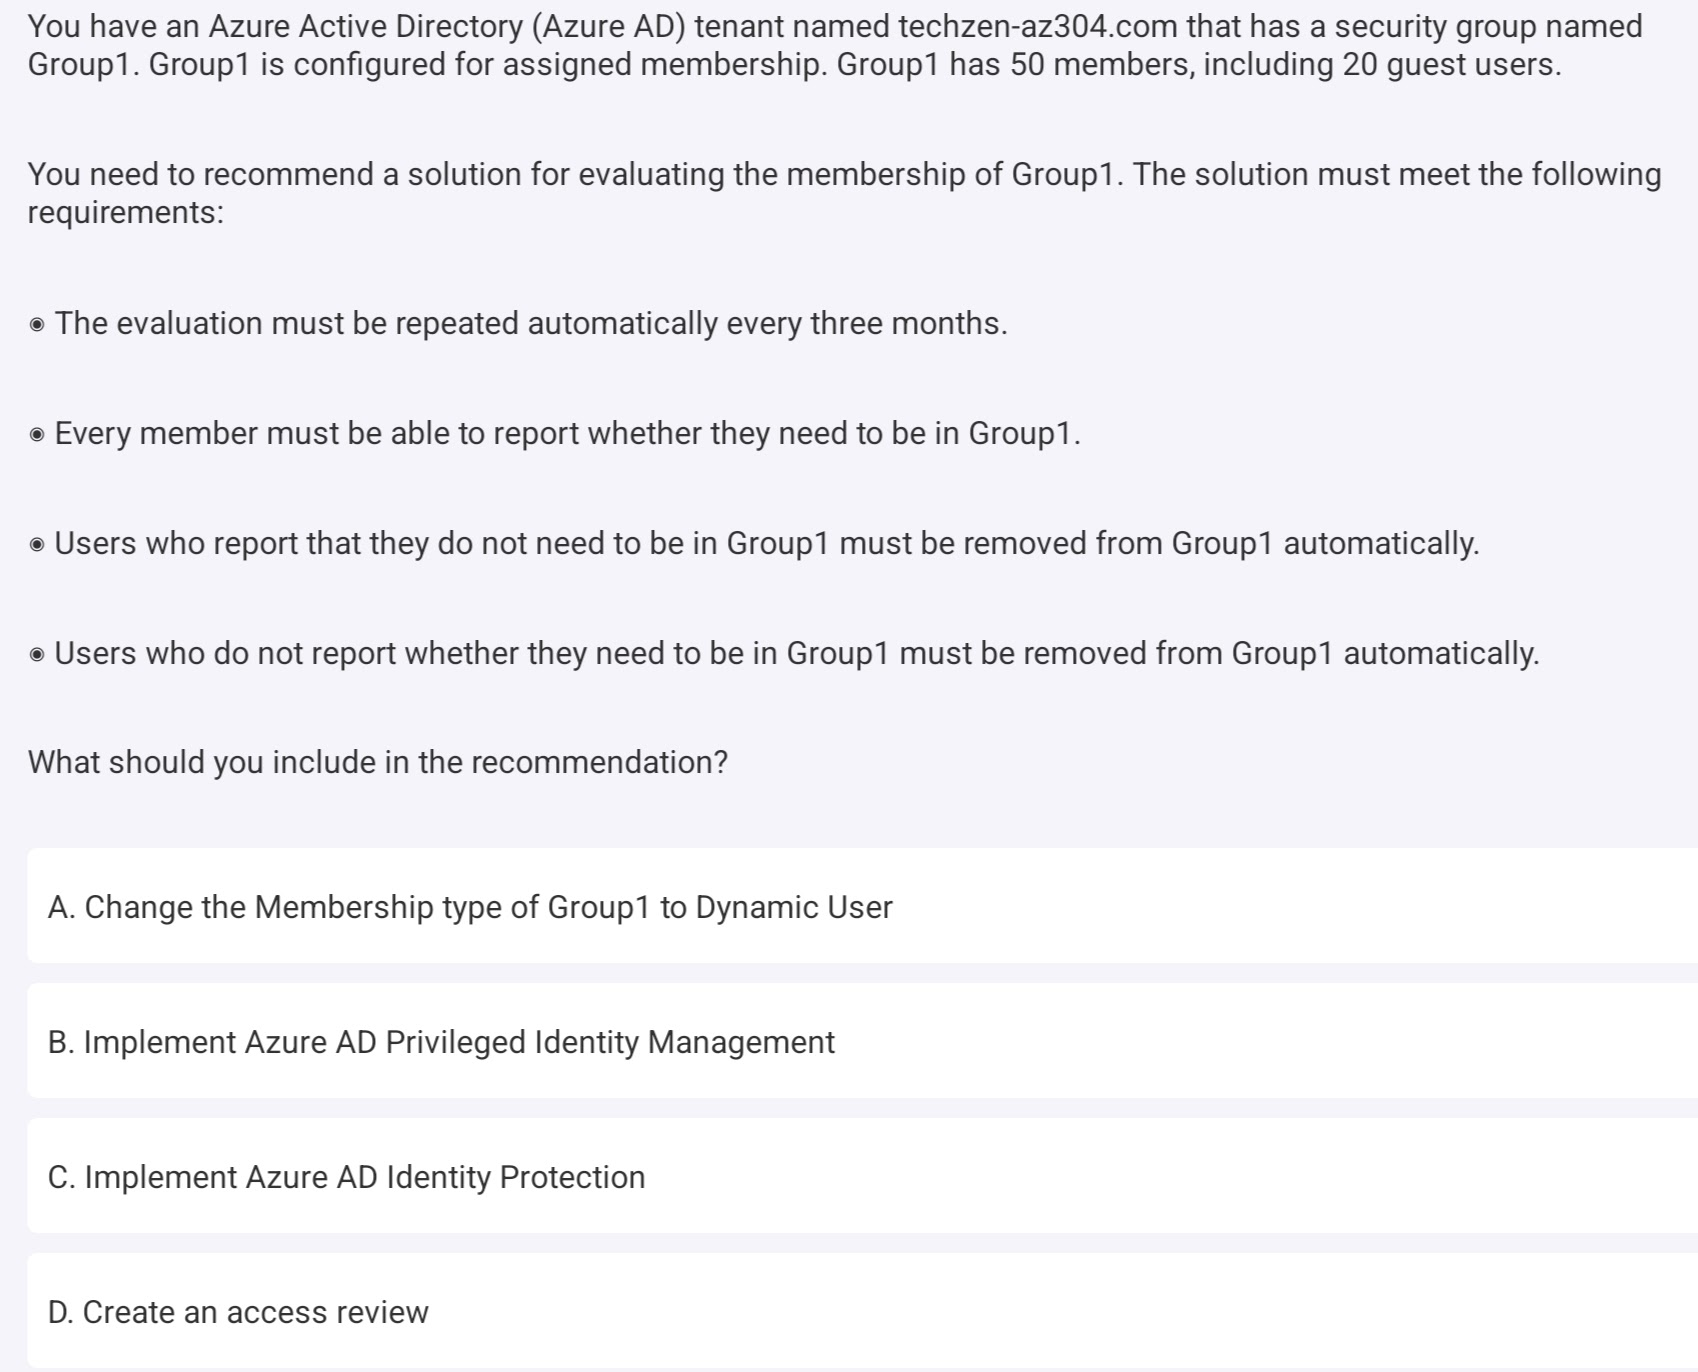 You have an Azure Active Directory (Azure AD) tenant named techzen-az304.com that has a security group named
Group1. Group1 is configured for assigned membership. Group1 has 50 members, including 20 guest users.
You need to recommend a solution for evaluating the membership of Group1. The solution must meet the following
requirements:
◉ The evaluation must be repeated automatically every three months.
◉ Every member must be able to report whether they need to be in Group1.
◉ Users who report that they do not need to be in Group1 must be removed from Group1 automatically.
◉ Users who do not report whether they need to be in Group1 must be removed from Group1 automatically.
What should you include in the recommendation?
A. Change the Membership type of Group1 to Dynamic User
B. Implement Azure AD Privileged Identity Management
C. Implement Azure AD Identity Protection
D. Create an access review